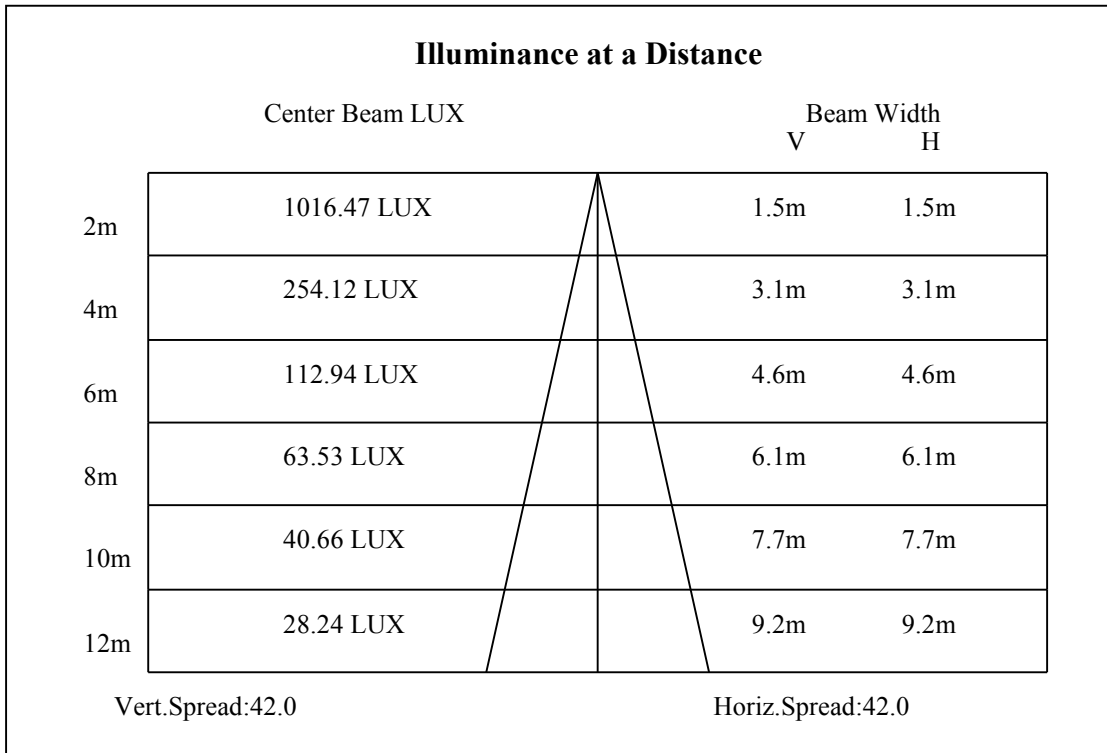 Illuminance at a Distance
Center Beam LUX Beam Width
V H
2m 1016.47 LUX 1.5m 1.5m
4m 254.12 LUX 3.1m 3.1m
6m 112.94 LUX 4.6m 4.6m
8m 63.53 LUX 6.1m 6.1m
10m 40.66 LUX 7.7m 7.7m
12m 28.24 LUX 9.2m 9.2m
Vert.Spread:42.0 Horiz.Spread:42.0